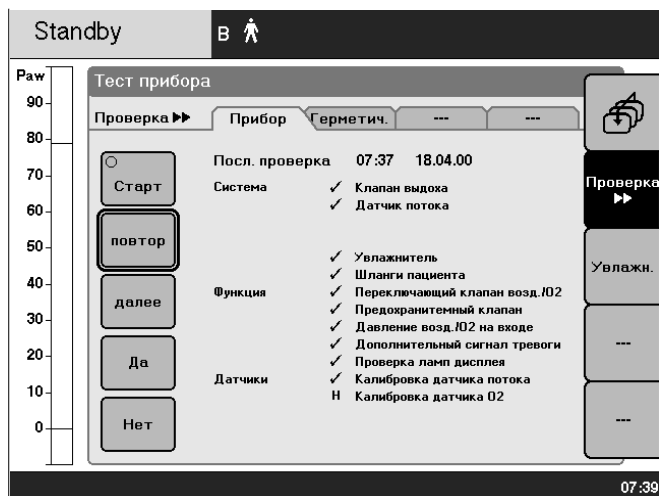 Standby B
Paw
90
80
70
60
50
40
30
20
10
0
Тест прибора
Проверка ▶▶ Прибор Герметич. --- ---
Старт
повтор
далее
Да
Нет
Посл. проверка 07:37 18.04.00
Система ✓ Клапан выдоха
✓ Датчик потока
✓ Увлажнитель
✓ Шланги пациента
Функция ✓ Переключающий клапан возд./O2
✓ Предохранитемный клапан
✓ Давление возд./O2 на входе
✓ Дополнительный сигнал тревоги
✓ Проверка ламп дисплея
Датчики ✓ Калибровка датчика потока
Н Калибровка датчика O2
Проверка
▶▶
Увлажн.
---
---
07:39